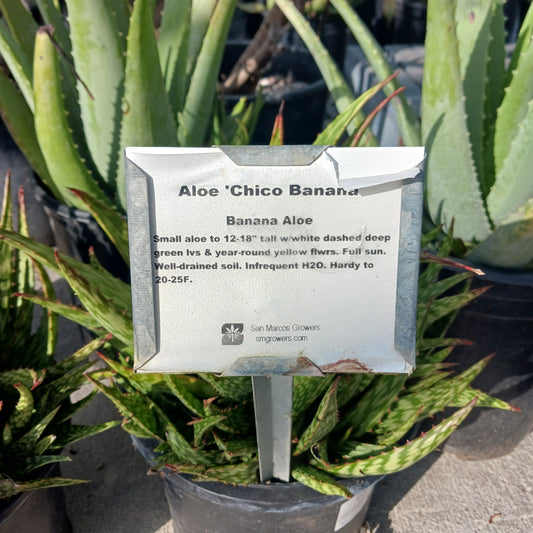 Aloe 'Chico Banana
Banana Aloe
Small aloe to 12-18" tall w/white dashed deep
green lvs & year-round yellow flwrs. Full sun.
Well-drained soil. Infrequent H2O. Hardy to
20-25F.
San Marcos Growers
smgrowers.com